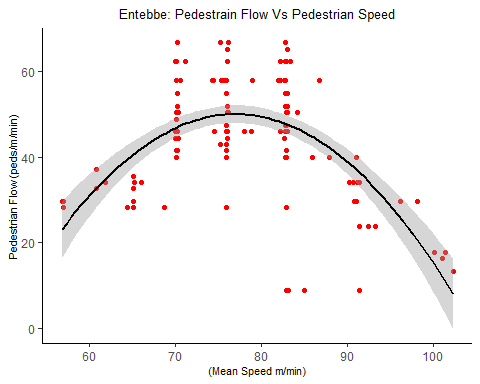 Entebbe: Pedestrain Flow Vs Pedestrian Speed
Pedestrian Flow (peds/m/min)
60
40
20
0
60 70 80 90 100
(Mean Speed m/min)